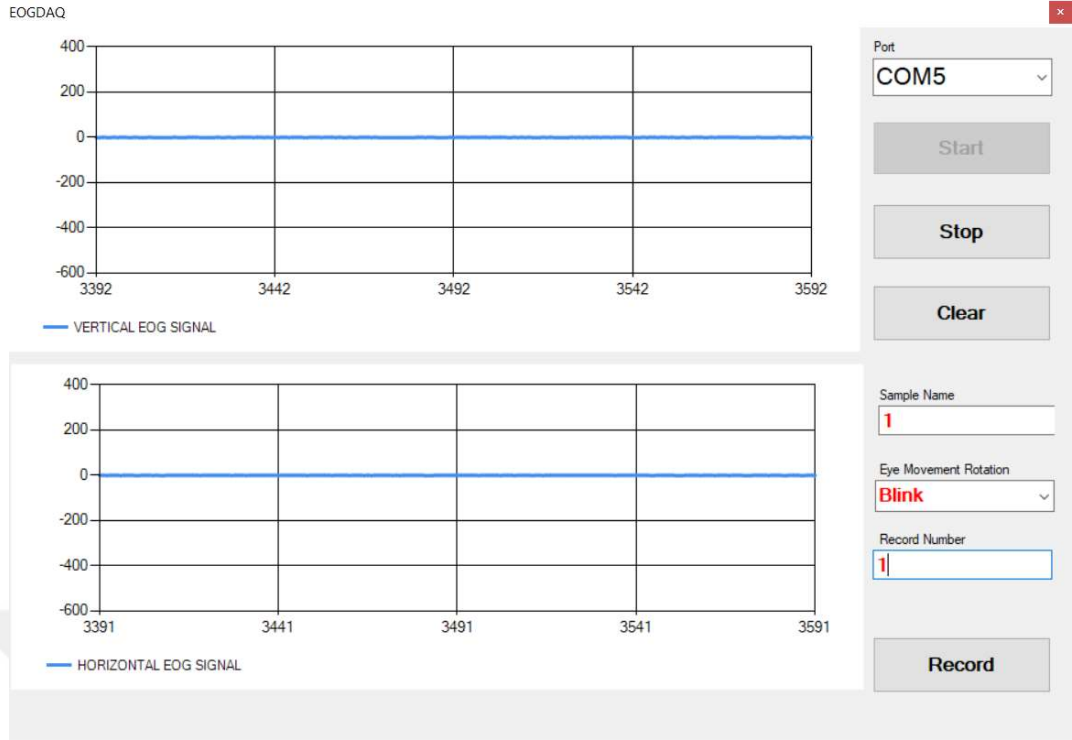 EOGDAQ
×
400
200
0
-200
-400
-600
3392 3442 3492 3542 3592
VERTICAL EOG SIGNAL
400
200
0
-200
-400
-600
3391 3441 3491 3541 3591
HORIZONTAL EOG SIGNAL
Port
COM5
Start
Stop
Clear
Sample Name
1
Eye Movement Rotation
Blink
Record Number
1
Record